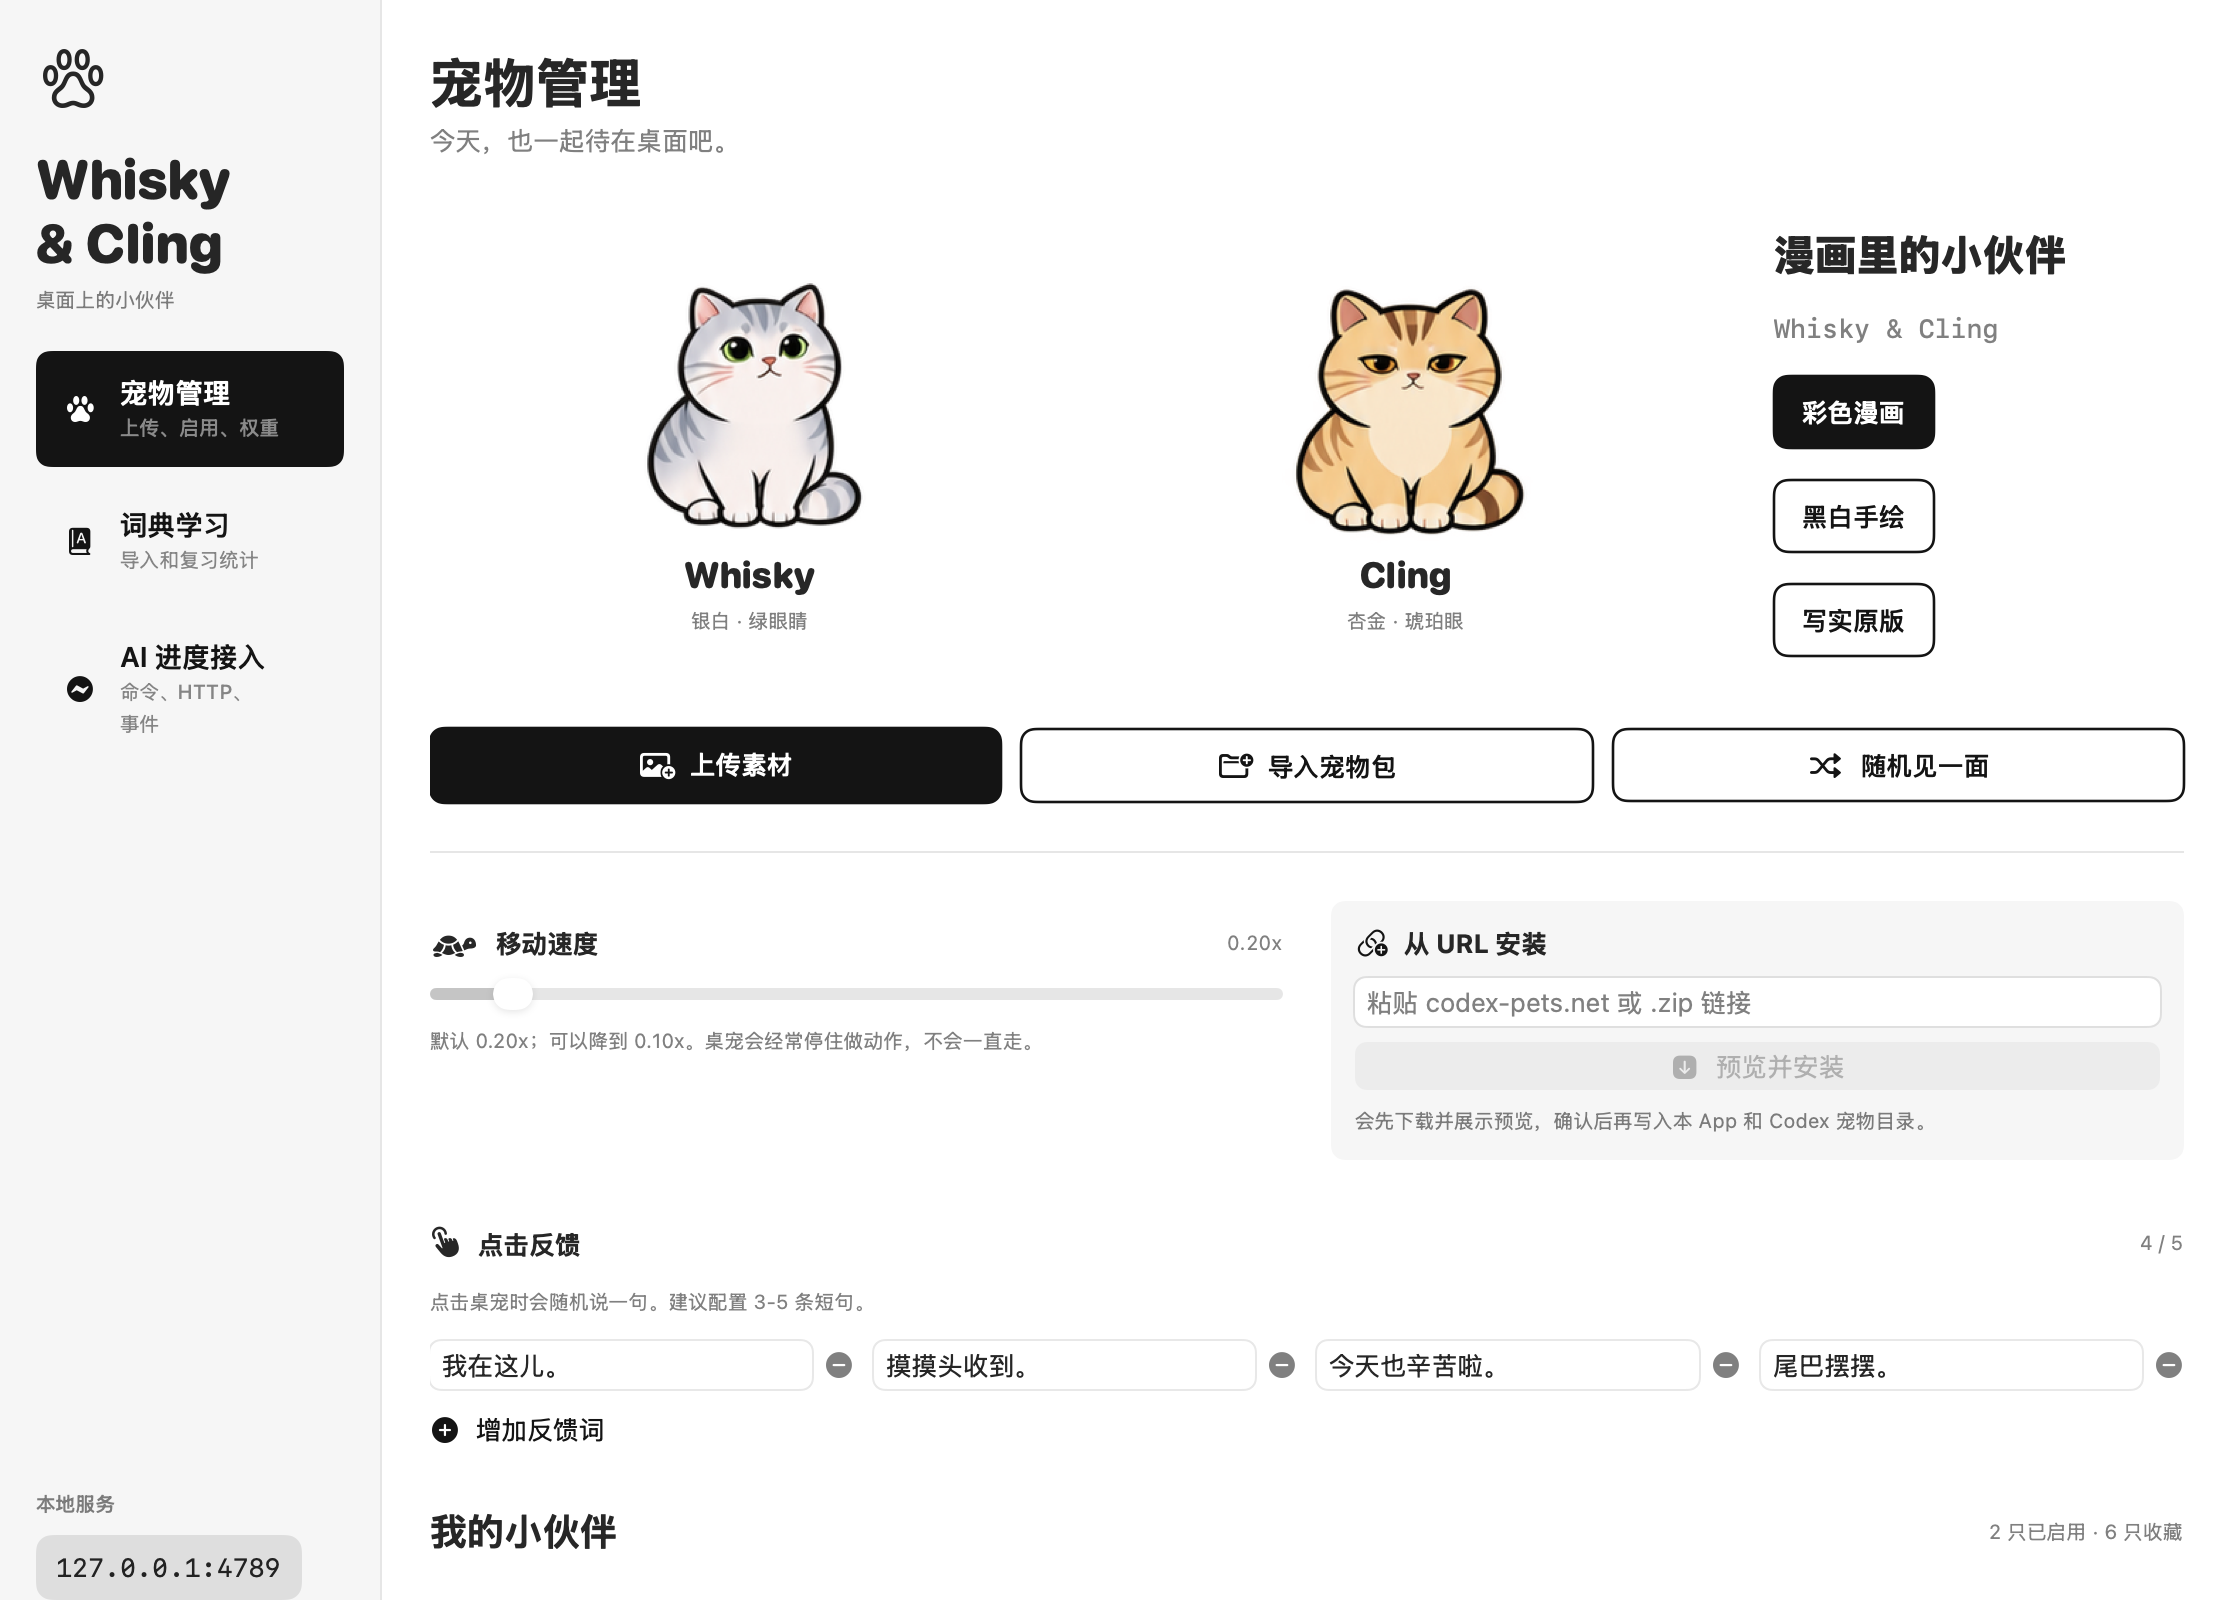 Whisky
& Cling
桌面上的小伙伴
宠物管理
上传、启用、权重
词典学习
导入和复习统计
AI 进度接入
命令、HTTP、
事件
本地服务
127.0.0.1:4789
宠物管理
今天，也一起待在桌面吧。
Whisky
银白 · 绿眼睛
Cling
杏金 · 琥珀眼
漫画里的小伙伴
Whisky & Cling
彩色漫画
黑白手绘
写实原版
上传素材
导入宠物包
随机见一面
移动速度
0.20x
默认 0.20x；可以降到 0.10x。桌宠会经常停住做动作，不会一直走。
从 URL 安装
粘贴 codex-pets.net 或 .zip 链接
预览并安装
会先下载并展示预览，确认后再写入本 App 和 Codex 宠物目录。
点击反馈
4 / 5
点击桌宠时会随机说一句。建议配置 3-5 条短句。
我在这儿。
摸摸头收到。
今天也辛苦啦。
尾巴摆摆。
增加反馈词
我的小伙伴
2 只已启用 · 6 只收藏